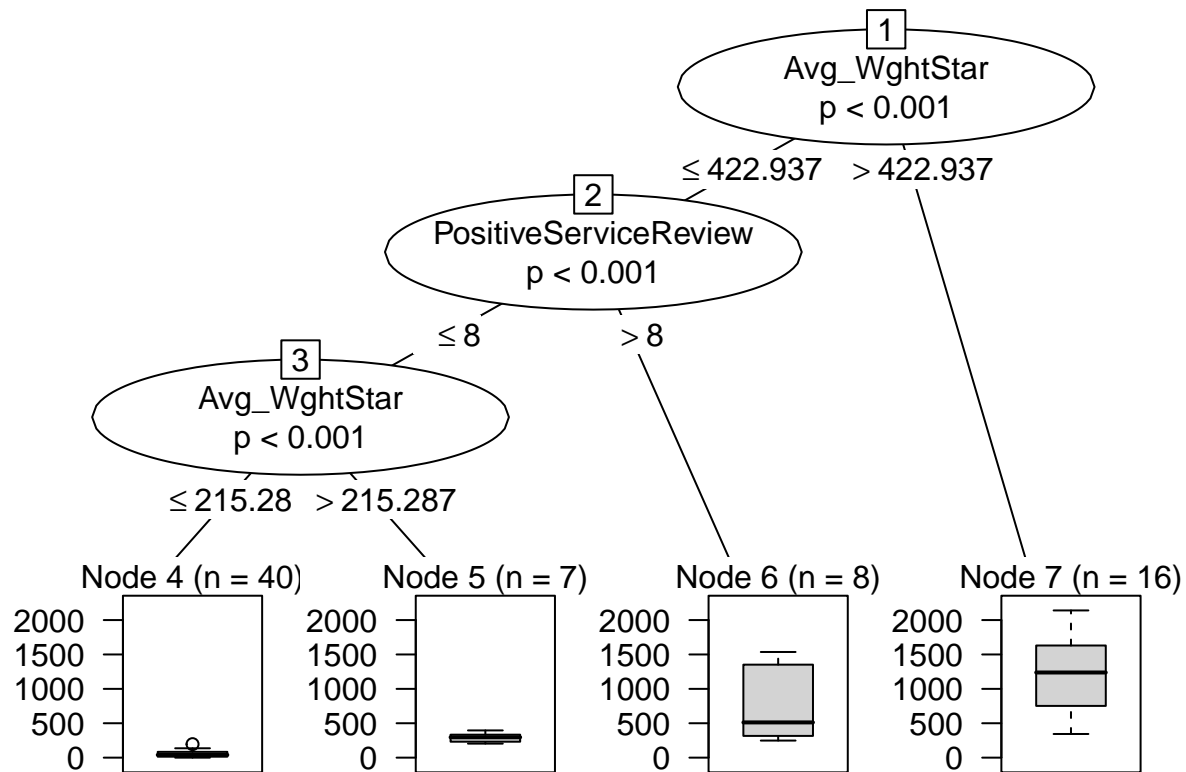 1
Avg_WghtStar
p < 0.001
≤ 422.937 > 422.937
2
PositiveServiceReview
p < 0.001
≤ 8 > 8
3
Avg_WghtStar
p < 0.001
≤ 215.28 > 215.287
Node 4 (n = 40)
2000
1500
1000
500
0
Node 5 (n = 7)
2000
1500
1000
500
0
Node 6 (n = 8)
2000
1500
1000
500
0
Node 7 (n = 16)
2000
1500
1000
500
0